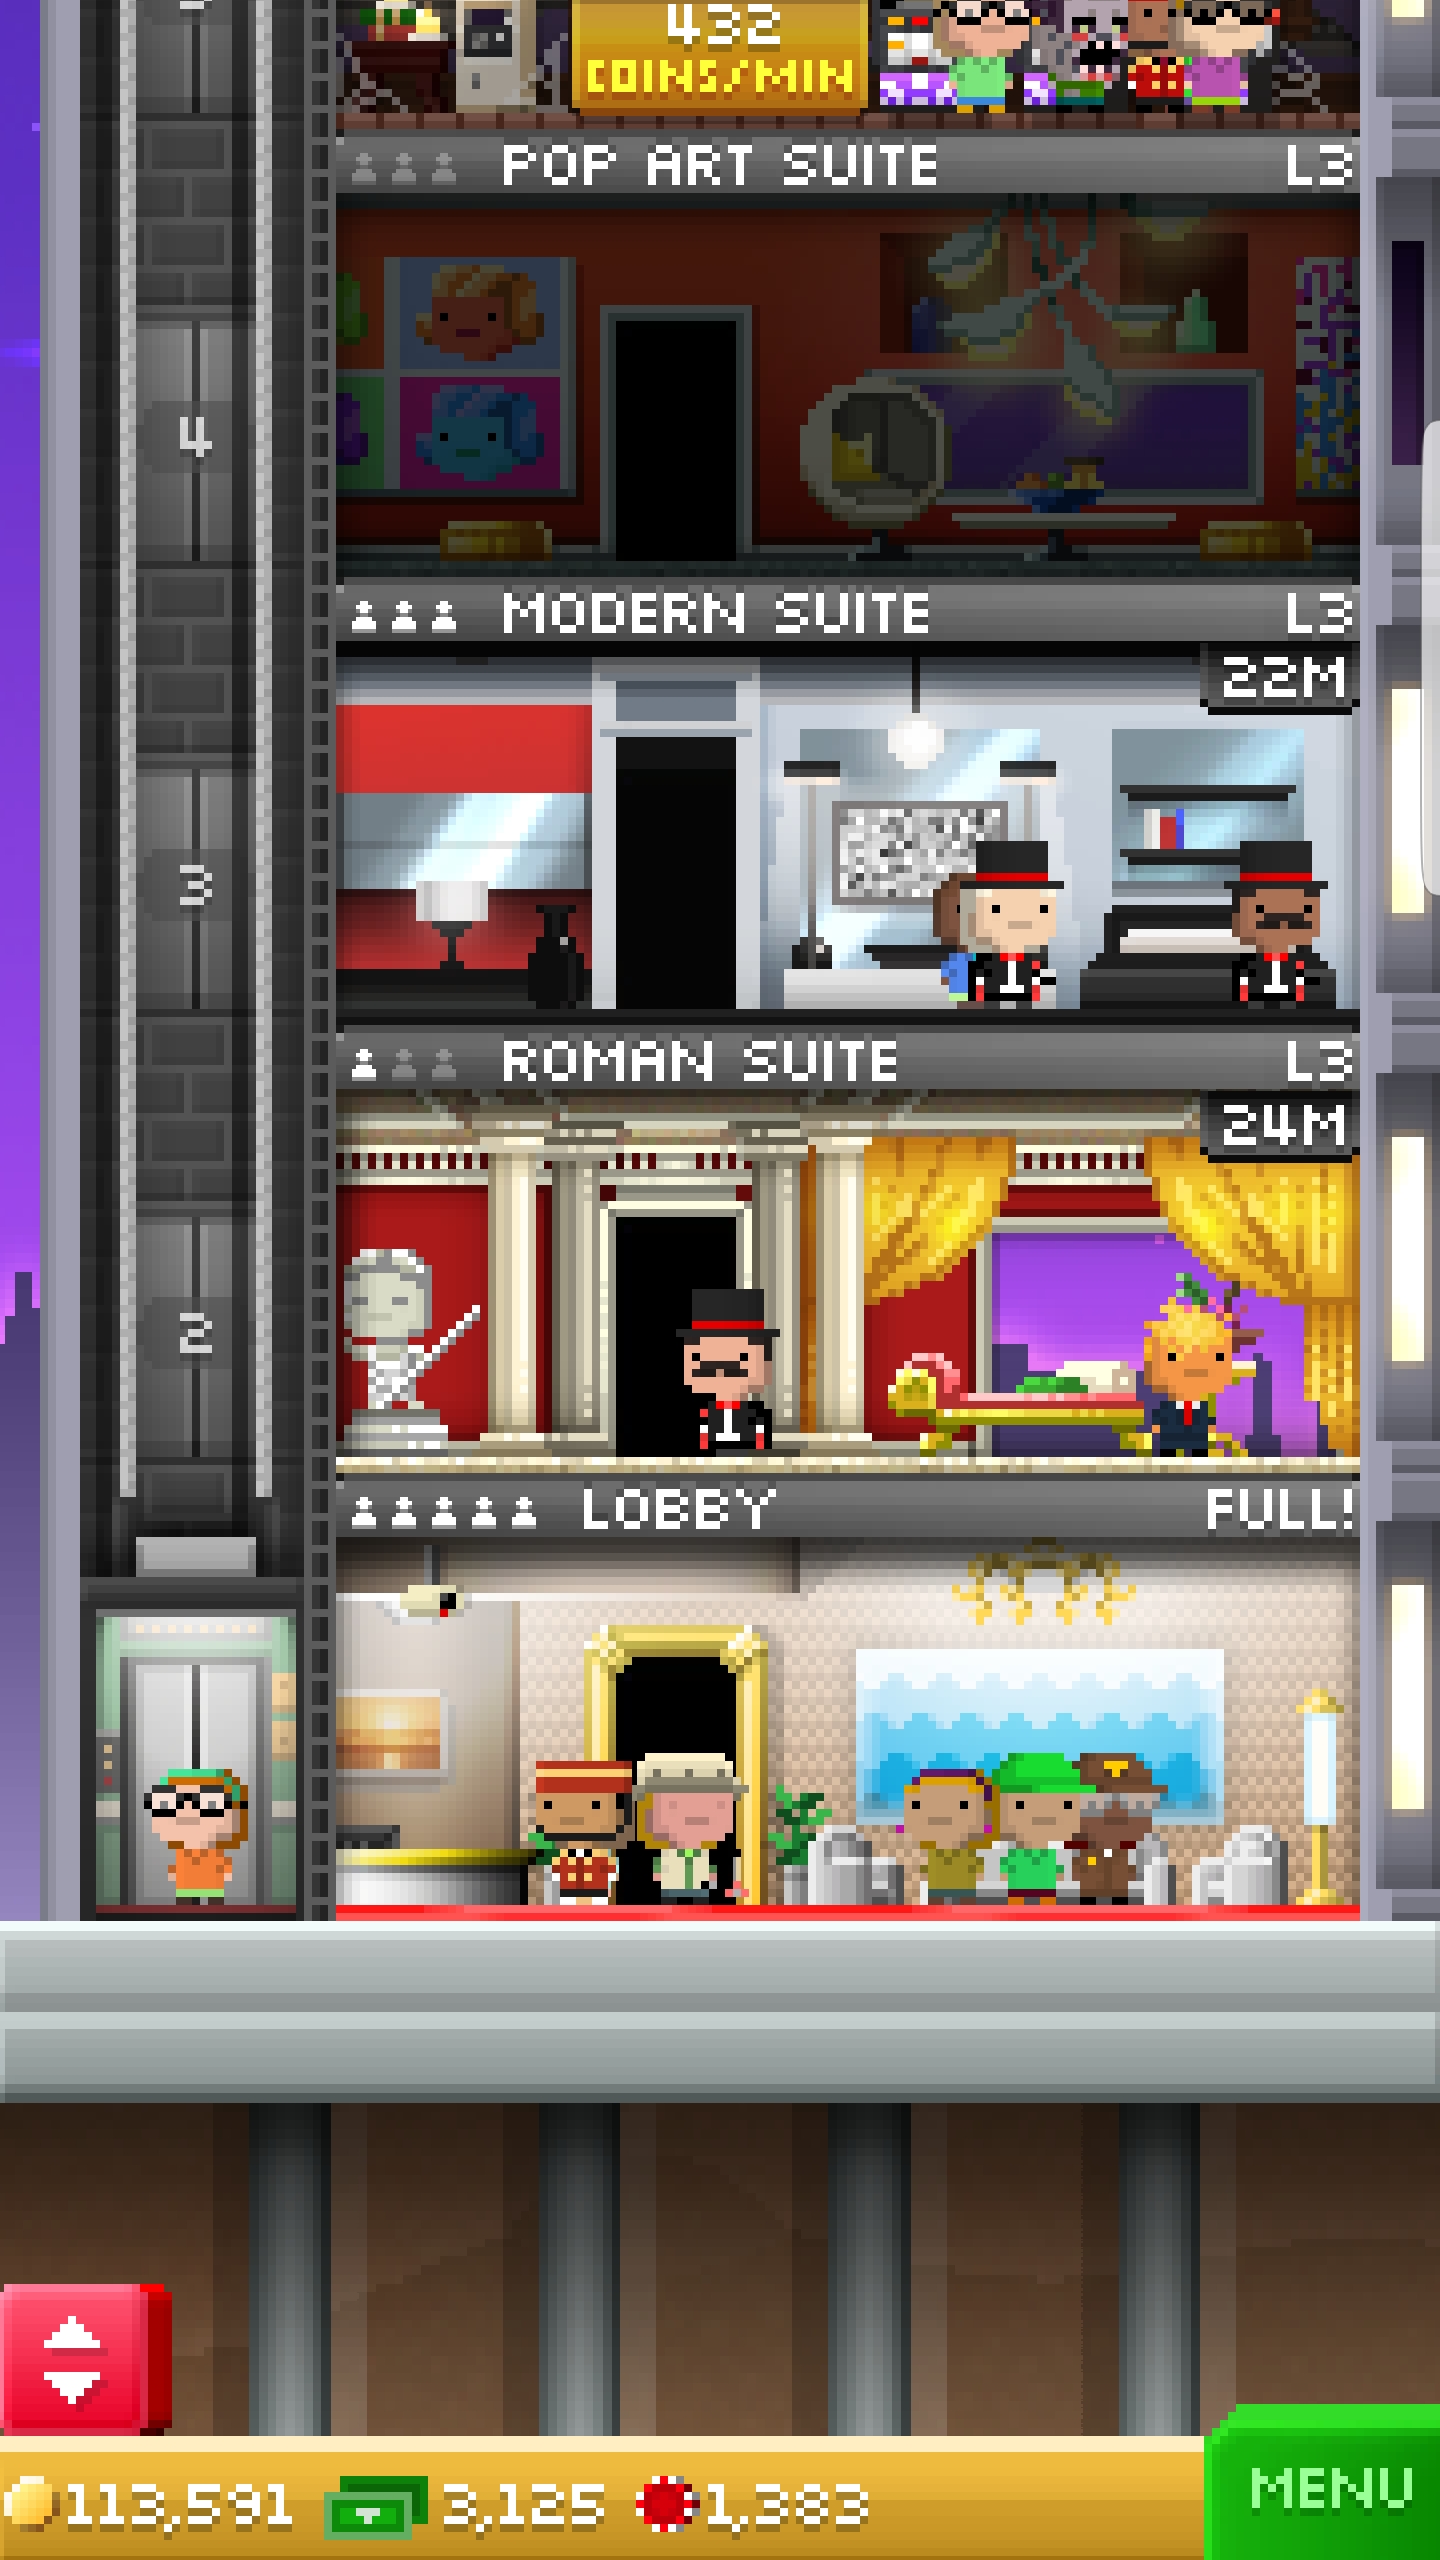 432
COINS/MIN
POP ART SUITE L3
4
MODERN SUITE L3
22M
3
ROMAN SUITE L3
24M
2
LOBBY FULL!
113,591 3,125 1,383 MENU